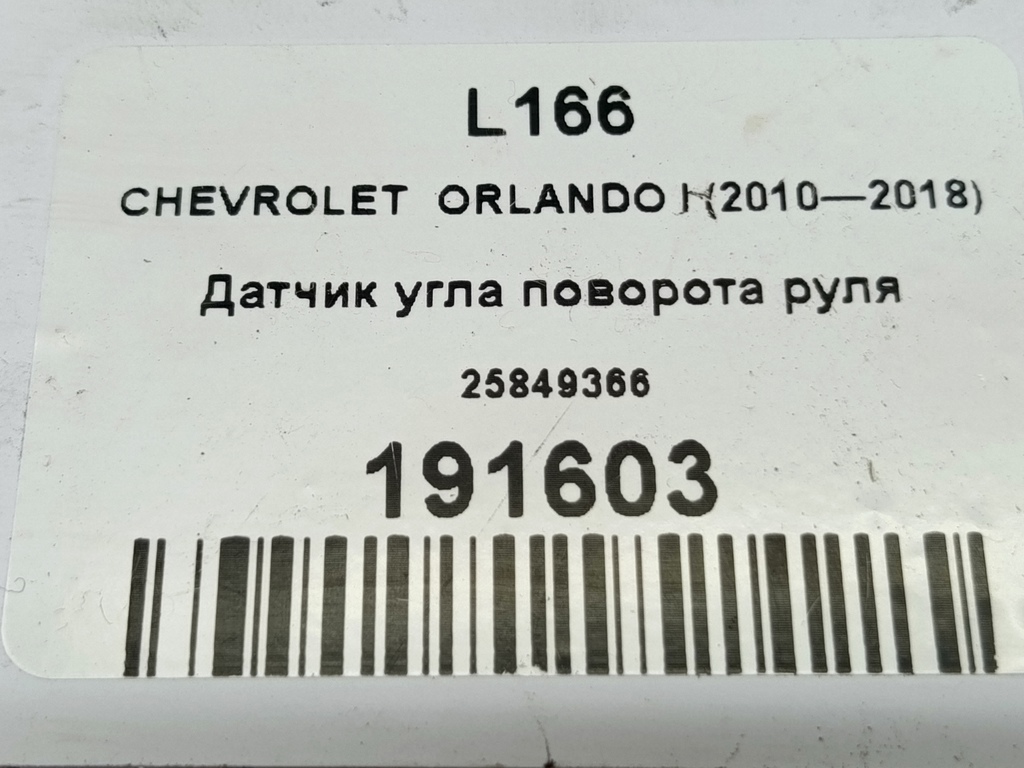 L166
CHEVROLET ORLANDO (2010—2018)
Датчик угла поворота руля
25849366
191603